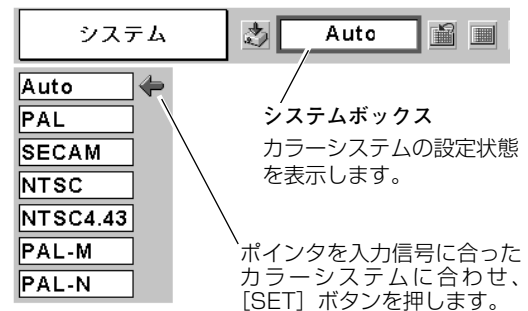 システム
Auto
Auto
PAL
SECAM
NTSC
NTSC4.43
PAL-M
PAL-N
システムボックス
カラーシステムの設定状態
を表示します。
ポインタを入力信号に合った
カラーシステムに合わせ、
［SET］ボタンを押します。